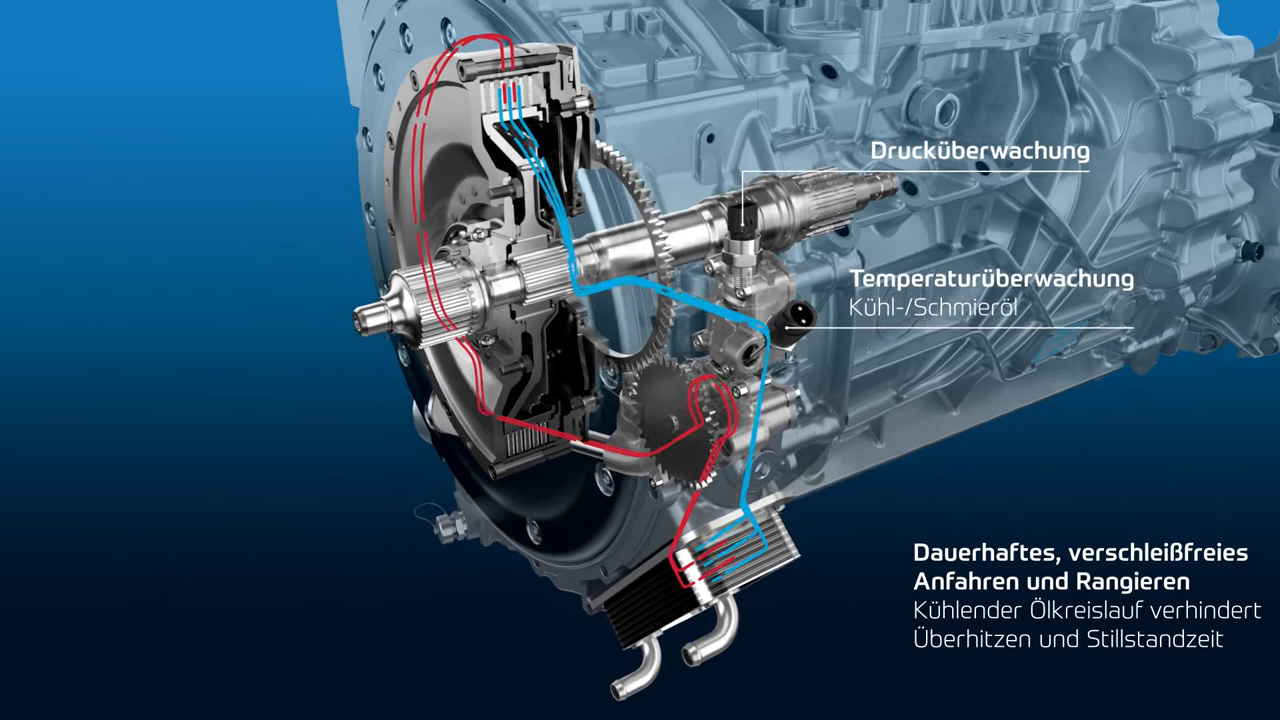 Drucküberwachung
Temperaturüberwachung
Kühl-/Schmieröl
Dauerhaftes, verschleißfreies
Anfahren und Rangieren
Kühlender Ölkreislauf verhindert
Überhitzen und Stillstandzeit